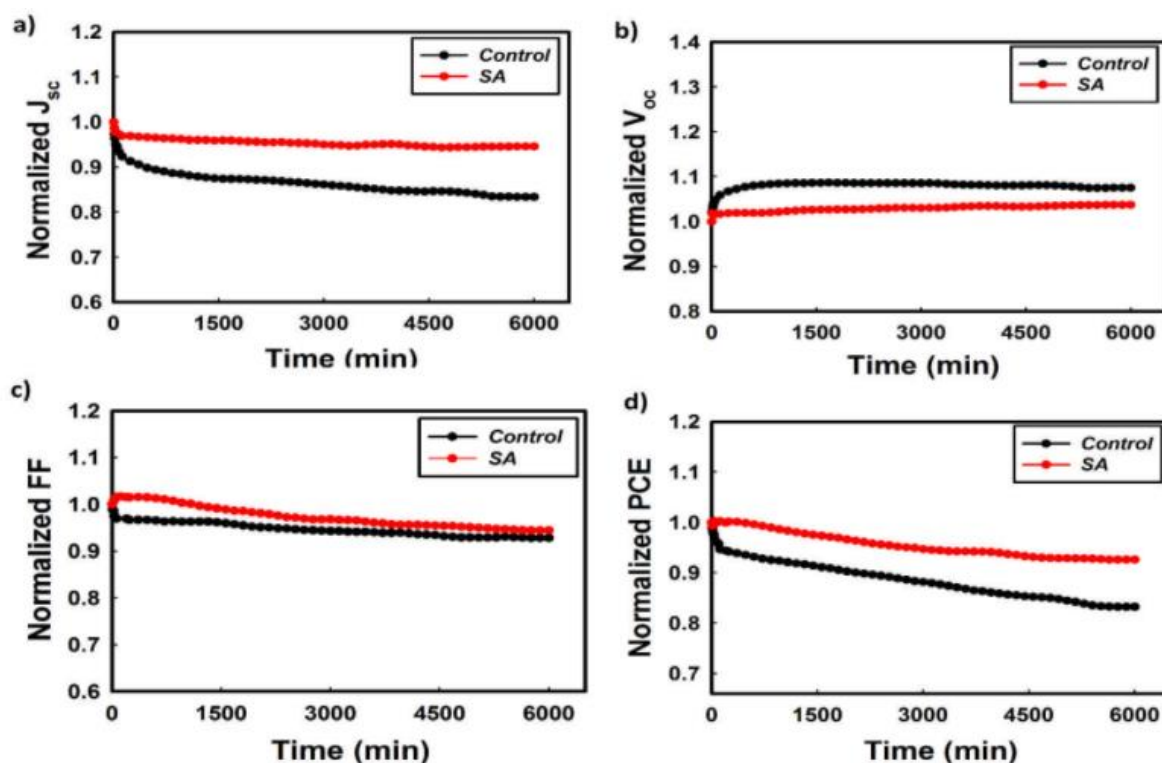 a)
Normalized Jsc
1.2
1.1
1.0
0.9
0.8
0.7
0.6
Control
SA
0 1500 3000 4500 6000
Time (min)
b)
Normalized Voc
1.4
1.3
1.2
1.1
1.0
0.9
0.8
Control
SA
0 1500 3000 4500 6000
Time (min)
c)
Normalized FF
1.2
1.1
1.0
0.9
0.8
0.7
0.6
Control
SA
0 1500 3000 4500 6000
Time (min)
d)
Normalized PCE
1.2
1.1
1.0
0.9
0.8
0.7
Control
SA
0 1500 3000 4500 6000
Time (min)